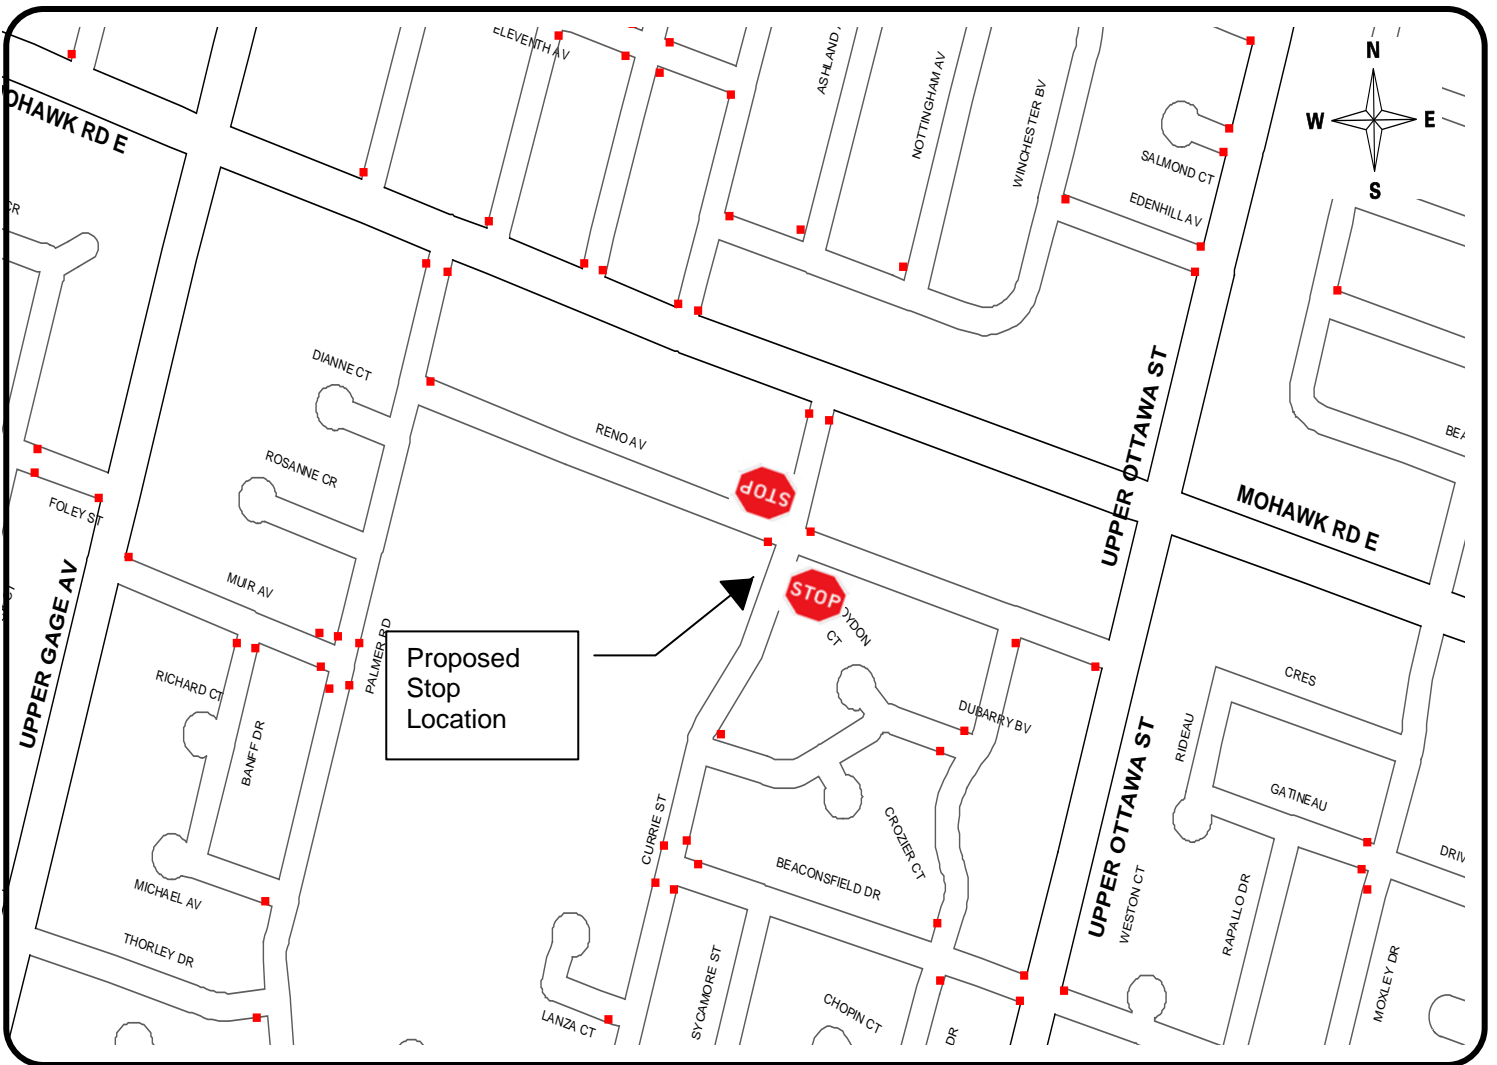 ELEVENTH AV
ASHLAND
NOTTINGHAM AV
WINCHESTER BV
N
W
E
S
SALMOND CT
EDENHILL AV
OHAWK RD E
CR
DIANNE CT
ROSANNE CR
RENO AV
STOP
UPPER OTTAWA ST
MOHAWK RD E
BEA
FOLEY ST
MUIR AV
UPPER GAGE AV
STOP
OYDON
CT
PALMER RD
Proposed
Stop
Location
RICHARD CT
BANFF DR
DUBARRY BV
CRES
RIDEAU
GATINEAU
UPPER OTTAWA ST
CURRIE ST
CROZIER CT
BEACONSFIELD DR
DRIV
WESTON CT
RAPALLO DR
MICHAEL AV
THORLEY DR
SYCAMORE ST
LANZA CT
CHOPIN CT
DR
MOXLEY DR